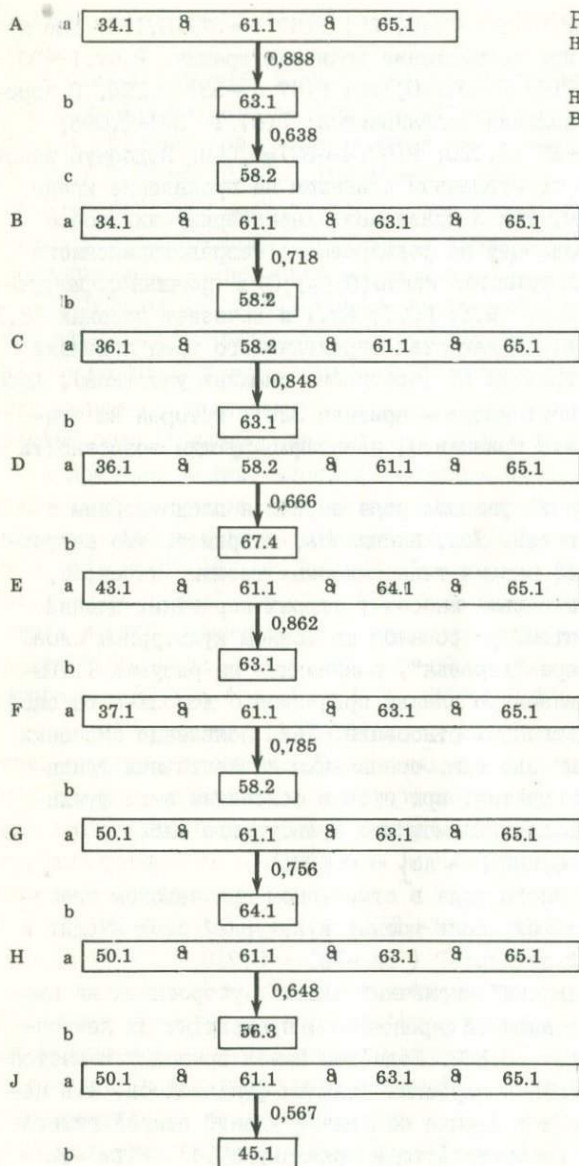 A a 34.1 & 61.1 & 65.1
0,888
b 63.1
0,638
c 58.2
B a 34.1 & 61.1 & 63.1 & 65.1
0,718
b 58.2
C a 36.1 & 58.2 & 61.1 & 65.1
0,848
b 63.1
D a 36.1 & 58.2 & 61.1 & 65.1
0,666
b 67.4
E a 43.1 & 61.1 & 64.1 & 65.1
0,862
b 63.1
F a 37.1 & 61.1 & 63.1 & 65.1
0,785
b 58.2
G a 50.1 & 61.1 & 63.1 & 65.1
0,756
b 64.1
H a 50.1 & 61.1 & 63.1 & 65.1
0,648
b 56.3
J a 50.1 & 61.1 & 63.1 & 65.1
0,567
b 45.1